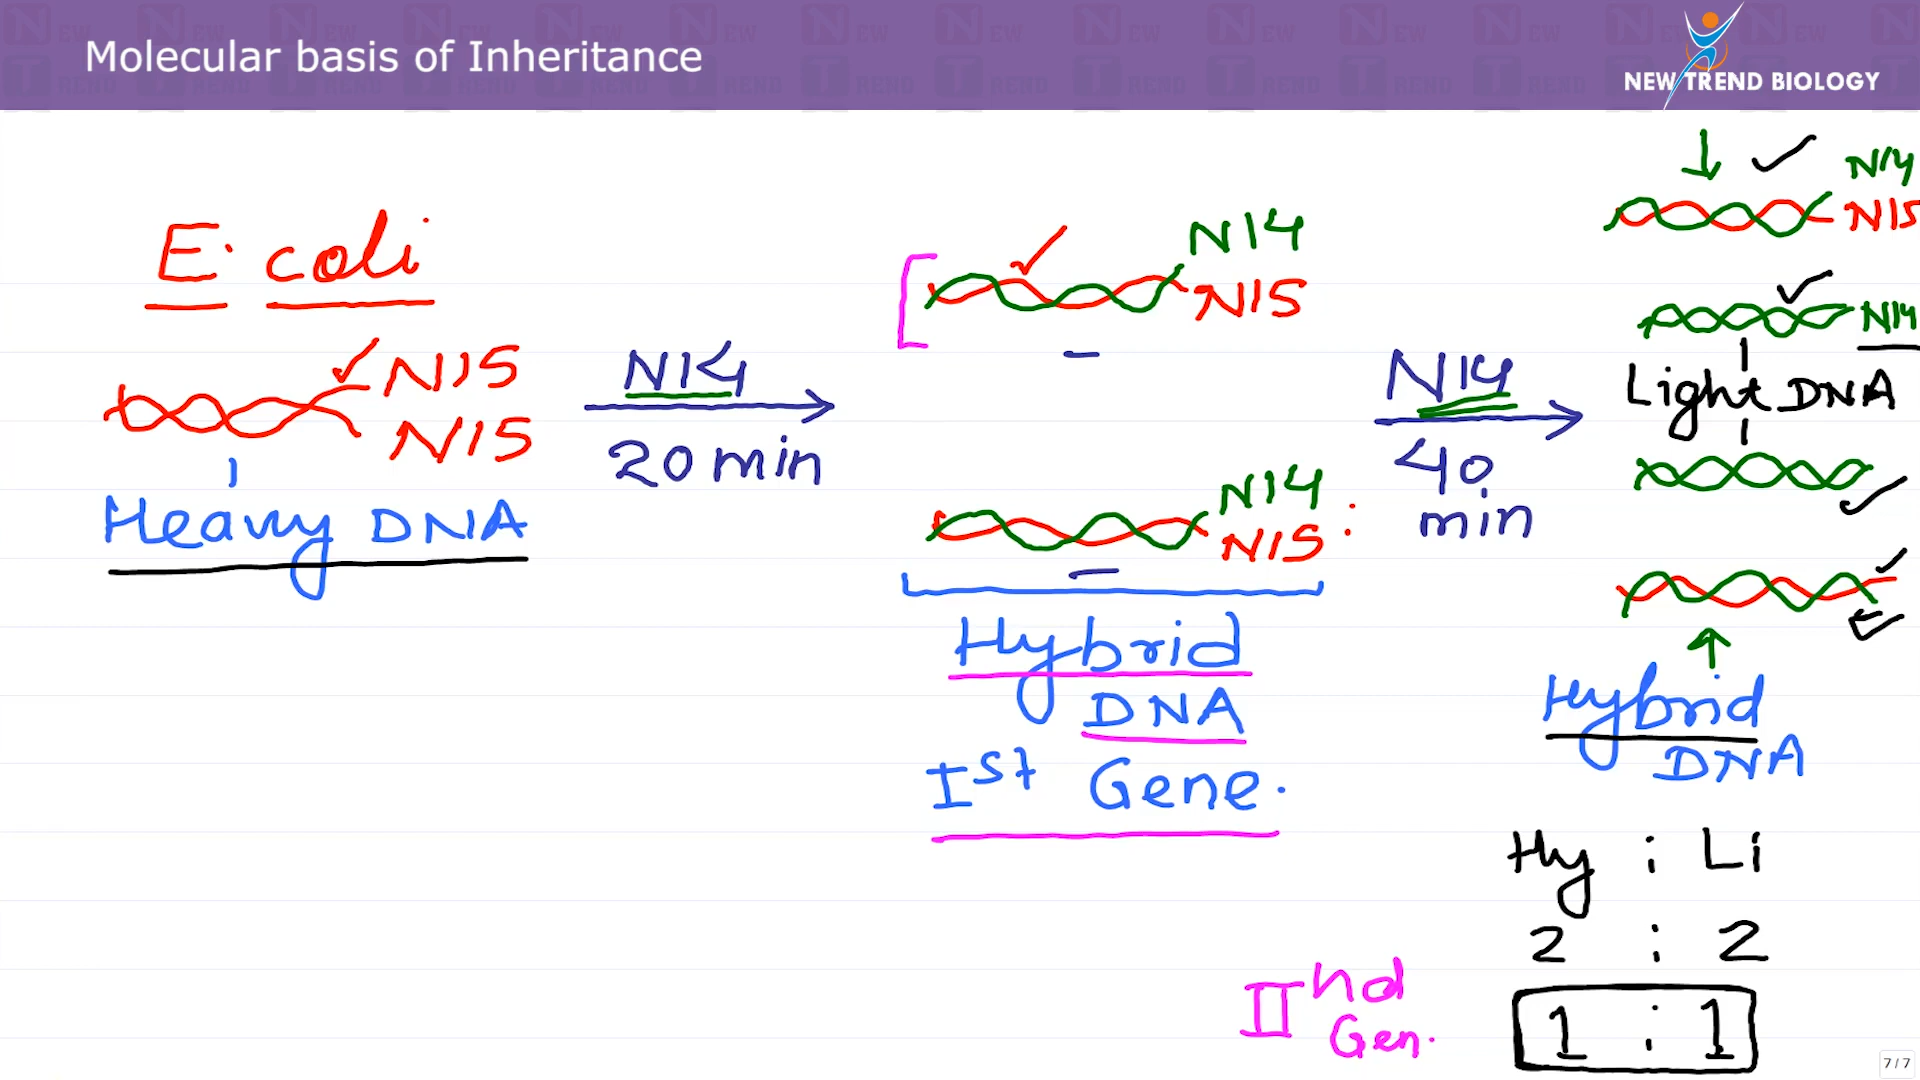 Molecular basis of Inheritance
NEW TREND BIOLOGY
E. coli
N15
N15
Heavy DNA
N14
20 min
N14
N15
N14
N15
Hybrid
DNA
Ist Gene.
N14
40
min
N14
N15
N14
Light DNA
Hybrid
DNA
Hy : Li
2 : 2
1 : 1
IInd
Gen.
7/7